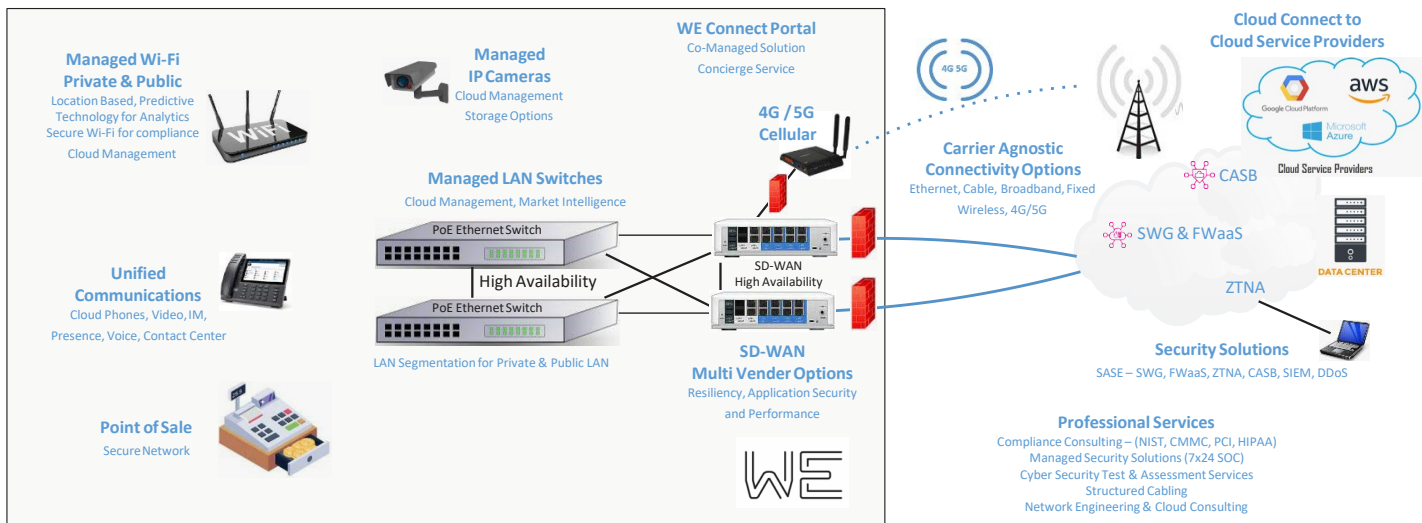 Managed Wi-Fi
Private & Public
Location Based, Predictive
Technology for Analytics
Secure Wi-Fi for compliance
Cloud Management
WiFi
Managed
IP Cameras
Cloud Management
Storage Options
WE Connect Portal
Co-Managed Solution
Concierge Service
4G / 5G
Cellular
4G 5G
Cloud Connect to
Cloud Service Providers
Google Cloud Platform
aws
Microsoft
Azure
Cloud Service Providers
Carrier Agnostic
Connectivity Options
Ethernet, Cable, Broadband, Fixed
Wireless, 4G/5G
CASB
SWG & FWaaS
DATA CENTER
ZTNA
Managed LAN Switches
Cloud Management, Market Intelligence
PoE Ethernet Switch
High Availability
PoE Ethernet Switch
LAN Segmentation for Private & Public LAN
SD-WAN
High Availability
SD-WAN
Multi Vender Options
Resiliency, Application Security
and Performance
Unified
Communications
Cloud Phones, Video, IM,
Presence, Voice, Contact Center
Point of Sale
Secure Network
WE
Security Solutions
SASE – SWG, FWaaS, ZTNA, CASB, SIEM, DDoS
Professional Services
Compliance Consulting – (NIST, CMMC, PCI, HIPAA)
Managed Security Solutions (7x24 SOC)
Cyber Security Test & Assessment Services
Structured Cabling
Network Engineering & Cloud Consulting